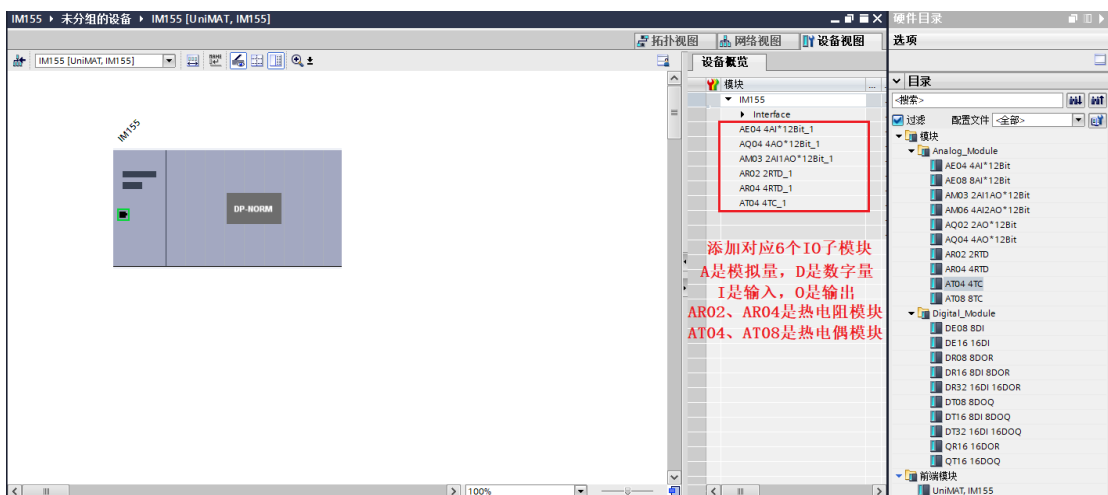 IM155 ▸ 未分组的设备 ▸ IM155 [UniMAT, IM155]
硬件目录
拓扑视图 网络视图 设备视图
选项
IM155 [UniMAT, IM155]
设备概览
模块 ...
IM155
Interface
AE04 4AI*12Bit_1
AQ04 4AO*12Bit_1
AM03 2AI1AO*12Bit_1
AR02 2RTD_1
AR04 4RTD_1
AT04 4TC_1
IM155
DP-NORM
添加对应6个IO子模块
A是模拟量，D是数字量
I是输入，O是输出
AR02、AR04是热电阻模块
AT04、AT08是热电偶模块
100%
目录
<搜索>
过滤 配置文件 <全部>
模块
Analog_Module
AE04 4AI*12Bit
AE08 8AI*12Bit
AM03 2AI1AO*12Bit
AM06 4AI2AO*12Bit
AQ02 2AO*12Bit
AQ04 4AO*12Bit
AR02 2RTD
AR04 4RTD
AT04 4TC
AT08 8TC
Digital_Module
DE08 8DI
DE16 16DI
DR08 8DOR
DR16 8DI 8DOR
DR32 16DI 16DOR
DT08 8DOQ
DT16 8DI 8DOQ
DT32 16DI 16DOQ
QR16 16DOR
QT16 16DOQ
前端模块
UniMAT, IM155